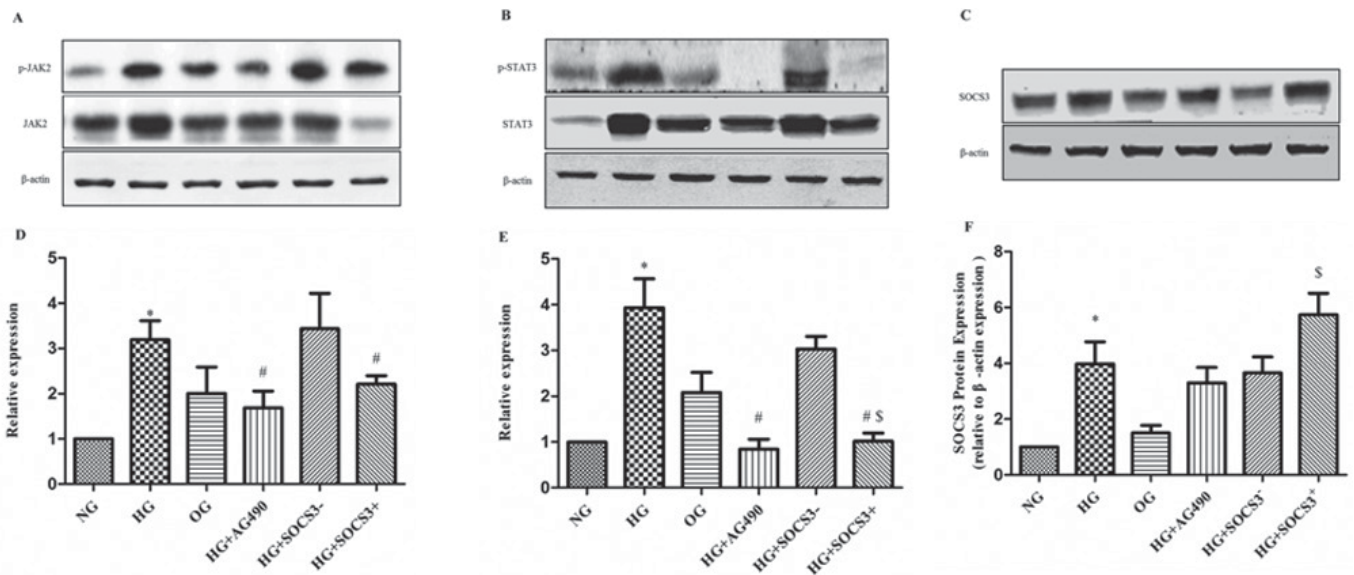 A
p-JAK2
JAK2
β-actin
B
p-STAT3
STAT3
β-actin
C
SOCS3
β-actin
D
Relative expression
5
4
3
2
1
0
*
#
#
NG
HG
OG
HG+AG490
HG+SOCS3-
HG+SOCS3+
E
Relative expression
5
4
3
2
1
0
*
#
# $
NG
HG
OG
HG+AG490
HG+SOCS3-
HG+SOCS3+
F
SOCS3 Protein Expression
(relative to β -actin expression )
8
6
4
2
0
*
$
NG
HG
OG
HG+AG490
HG+SOCS3-
HG+SOCS3+